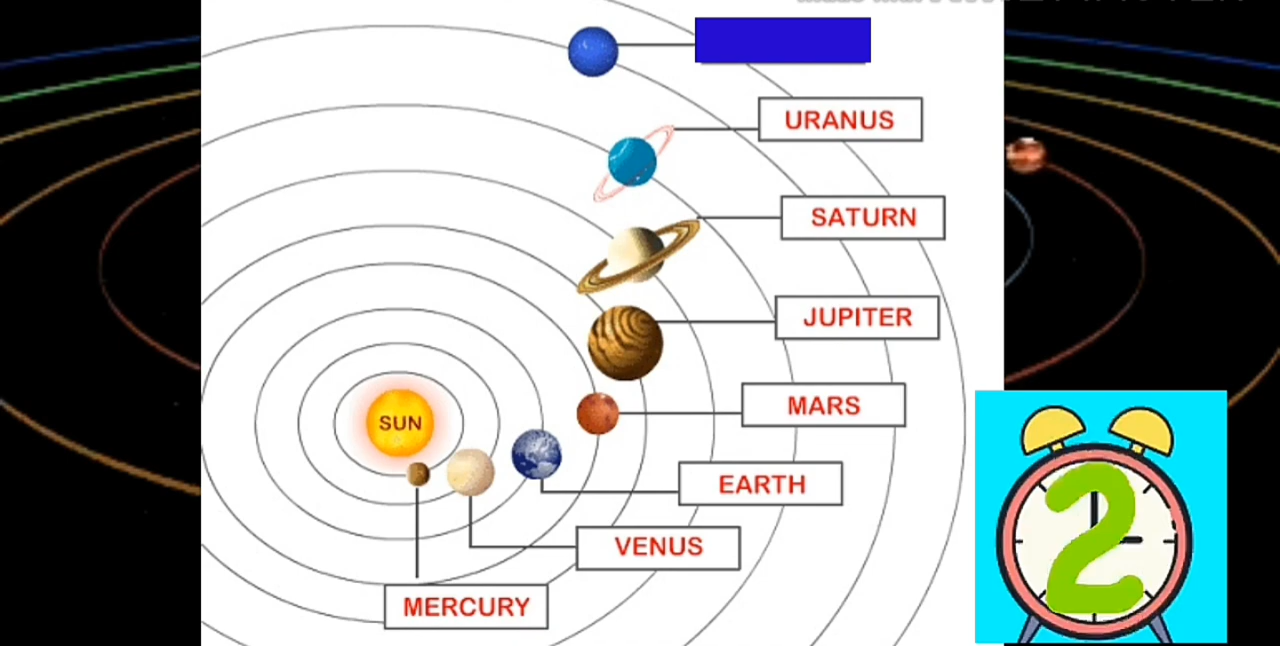 URANUS
SATURN
JUPITER
MARS
SUN
EARTH
VENUS
MERCURY
2